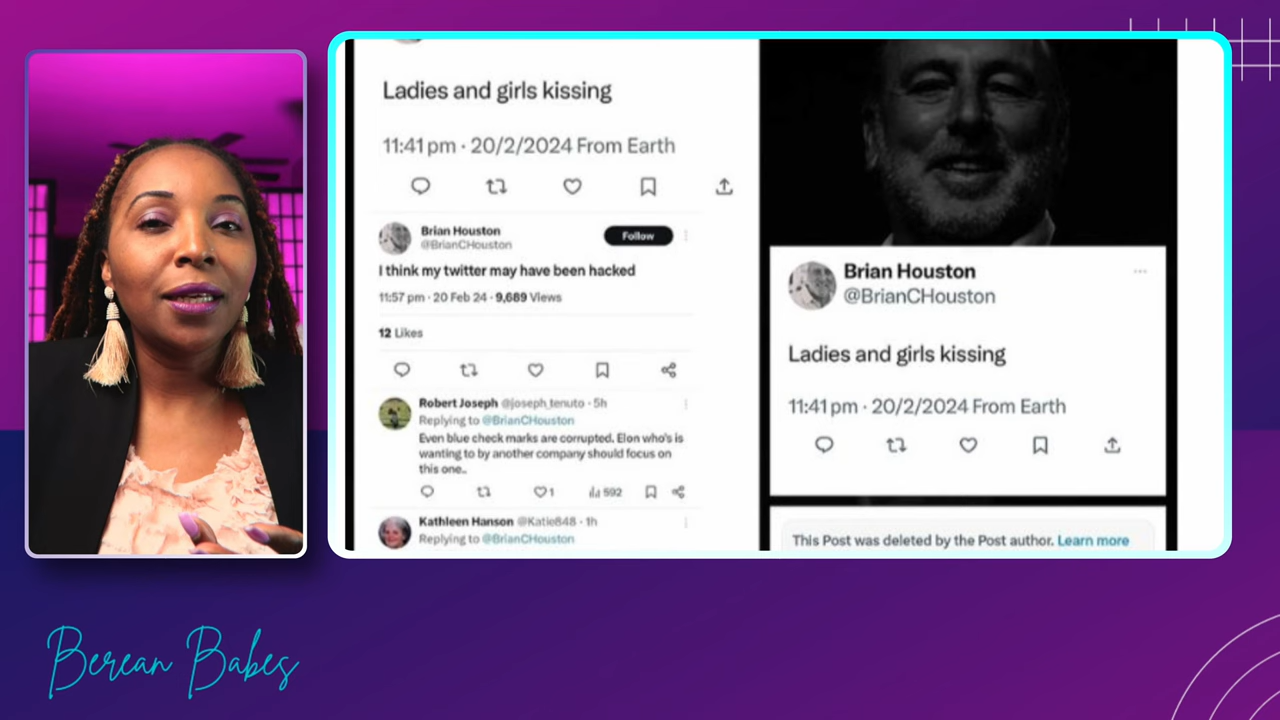 Ladies and girls kissing
11:41 pm · 20/2/2024 From Earth
Brian Houston
@BrianCHouston
Follow
I think my twitter may have been hacked
11:57 pm · 20 Feb 24 · 9,689 Views
12 Likes
Robert Joseph @joseph_tenuto · 5h
Replying to @BrianCHouston
Even blue check marks are corrupted. Elon who's is
wanting to by another company should focus on
this one..
1
592
Kathleen Hanson @Katie848 · 1h
Replying to @BrianCHouston
Brian Houston
@BrianCHouston
Ladies and girls kissing
11:41 pm · 20/2/2024 From Earth
This Post was deleted by the Post author. Learn more
Berean Babes